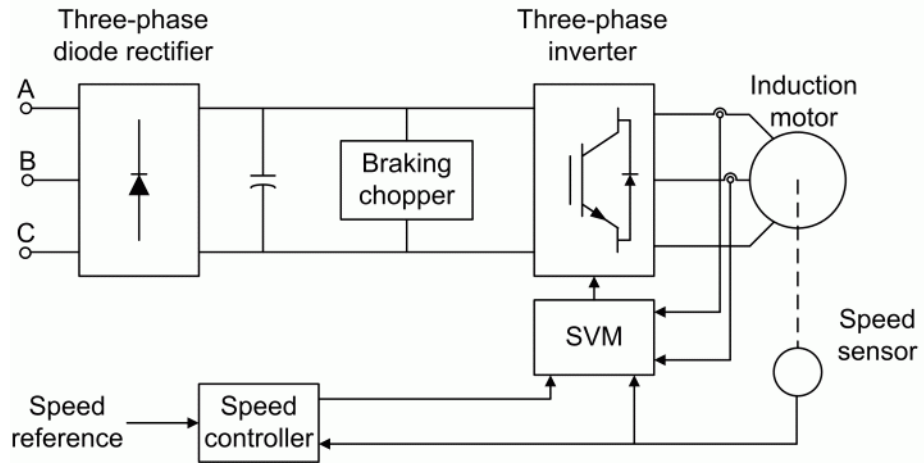 Three-phase
diode rectifier
Three-phase
inverter
A
B
C
Braking
chopper
Induction
motor
SVM
Speed
sensor
Speed
reference
Speed
controller